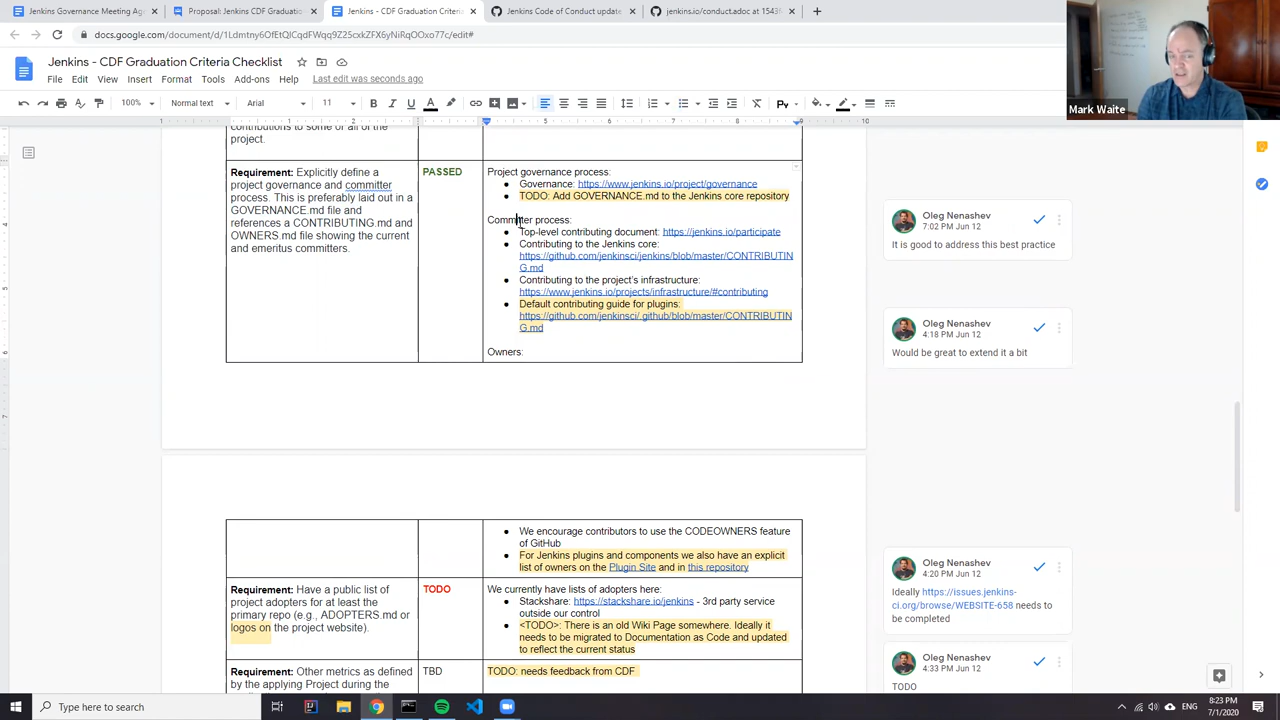 Jenkins Governance Meeting Ag
Proposal: Jenkins CDF Graduation
Jenkins - CDF Graduation Criteria
Jenkins Code of Conduct update
jenkins.io/conduct.adoc at 1543f
Jenkins - CDF Graduation Criteria Checklist
File Edit View Insert Format Tools Add-ons Help Last edit was seconds ago
100% Normal text Arial 11
Mark Waite
contributions to some or all of the
project.
Requirement: Explicitly define a
project governance and committer
process. This is preferably laid out in a
GOVERNANCE.md file and
references a CONTRIBUTING.md and
OWNERS.md file showing the current
and emeritus committers.
PASSED
Project governance process:
Governance: https://www.jenkins.io/project/governance
TODO: Add GOVERNANCE.md to the Jenkins core repository
Committer process:
Top-level contributing document: https://jenkins.io/participate
Contributing to the Jenkins core:
https://github.com/jenkinsci/jenkins/blob/master/CONTRIBUTIN
G.md
Contributing to the project's infrastructure:
https://www.jenkins.io/projects/infrastructure/#contributing
Default contributing guide for plugins:
https://github.com/jenkinsci/.github/blob/master/CONTRIBUTIN
G.md
Owners:
We encourage contributors to use the CODEOWNERS feature
of GitHub
For Jenkins plugins and components we also have an explicit
list of owners on the Plugin Site and in this repository
Requirement: Have a public list of
project adopters for at least the
primary repo (e.g., ADOPTERS.md or
logos on the project website).
TODO
We currently have lists of adopters here:
Stackshare: https://stackshare.io/jenkins - 3rd party service
outside our control
<TODO>: There is an old Wiki Page somewhere. Ideally it
needs to be migrated to Documentation as Code and updated
to reflect the current status
Requirement: Other metrics as defined
by the applying Project during the
TBD
TODO: needs feedback from CDF
Oleg Nenashev
7:02 PM Jun 12
It is good to address this best practice
Oleg Nenashev
4:18 PM Jun 12
Would be great to extend it a bit
Oleg Nenashev
4:20 PM Jun 12
Ideally https://issues.jenkins-
ci.org/browse/WEBSITE-658 needs to
be completed
Oleg Nenashev
4:33 PM Jun 12
TODO
Type here to search
8:23 PM
7/1/2020